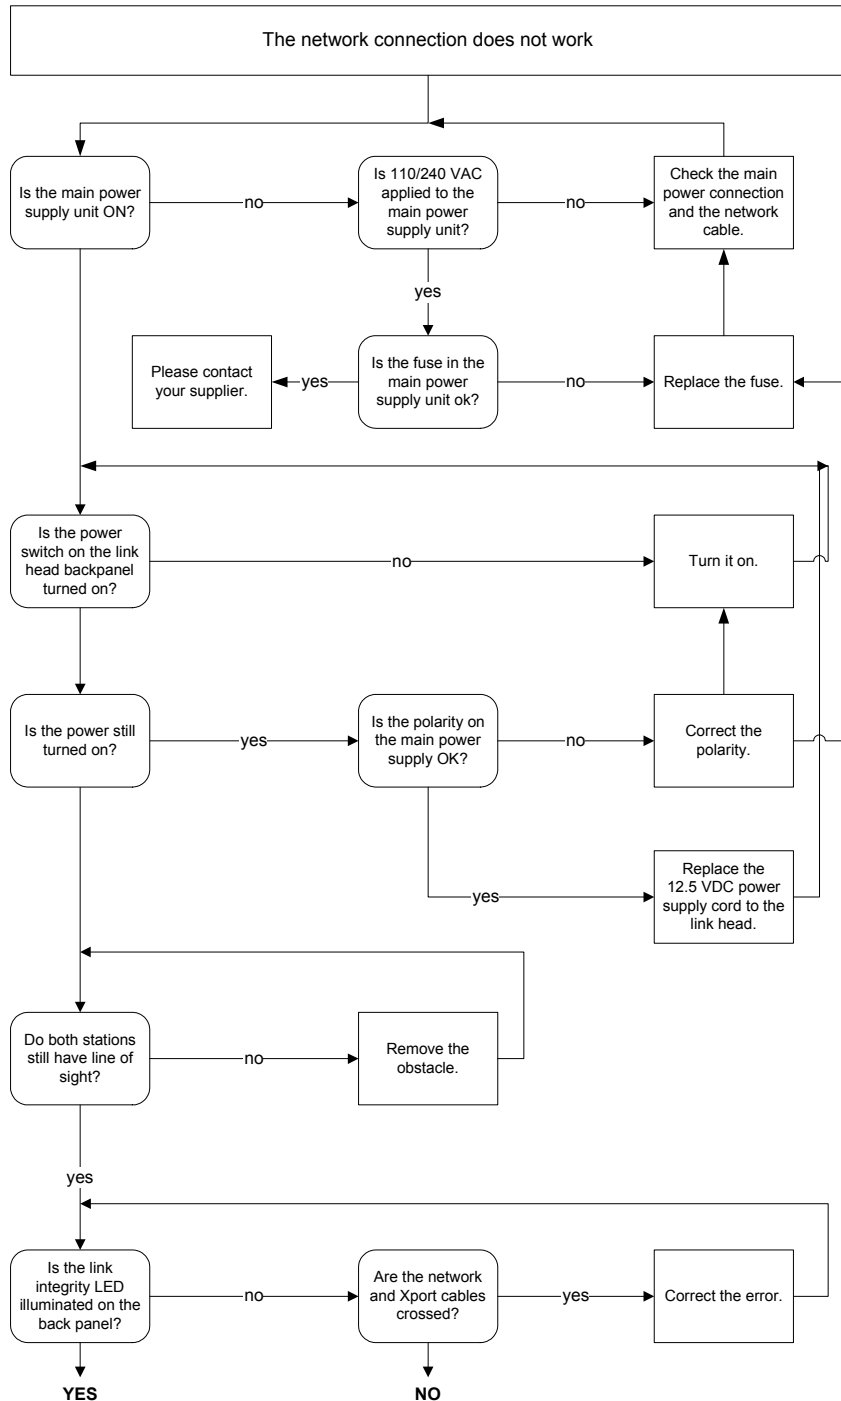 The network connection does not work
Is the main power
supply unit ON?
no
Is 110/240 VAC
applied to the
main power
supply unit?
no
Check the main
power connection
and the network
cable.
yes
Please contact
your supplier.
yes
Is the fuse in the
main power
supply unit ok?
no
Replace the fuse.
Is the power
switch on the link
head backpanel
turned on?
no
Turn it on.
Is the power still
turned on?
yes
Is the polarity on
the main power
supply OK?
no
Correct the
polarity.
yes
Replace the
12.5 VDC power
supply cord to the
link head.
Do both stations
still have line of
sight?
no
Remove the
obstacle.
yes
Is the link
integrity LED
illuminated on the
back panel?
no
Are the network
and Xport cables
crossed?
yes
Correct the error.
YES
NO